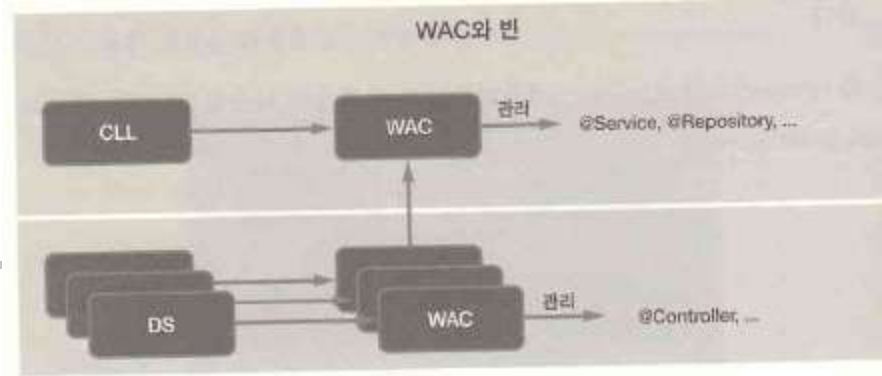 WAC와 빈
CLL
WAC
관리
@Service, @Repository, ...
DS
WAC
관리
@Controller, ...